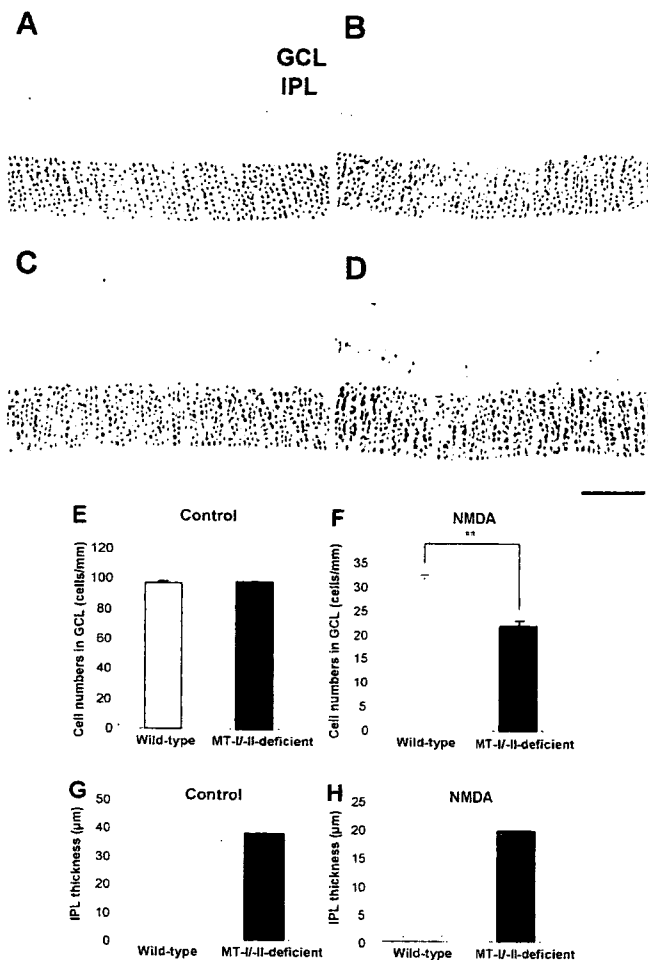 A
B
GCL
IPL
C
D
E
Control
Cell numbers in GCL (cells/mm)
120
100
80
60
40
20
0
Wild-type
MT-I/-II-deficient
F
NMDA
**
Cell numbers in GCL (cells/mm)
35
30
25
20
15
10
5
0
Wild-type
MT-I/-II-deficient
G
Control
IPL thickness (µm)
50
40
30
20
10
0
Wild-type
MT-I/-II-deficient
H
NMDA
IPL thickness (µm)
25
20
15
10
5
0
Wild-type
MT-I/-II-deficient